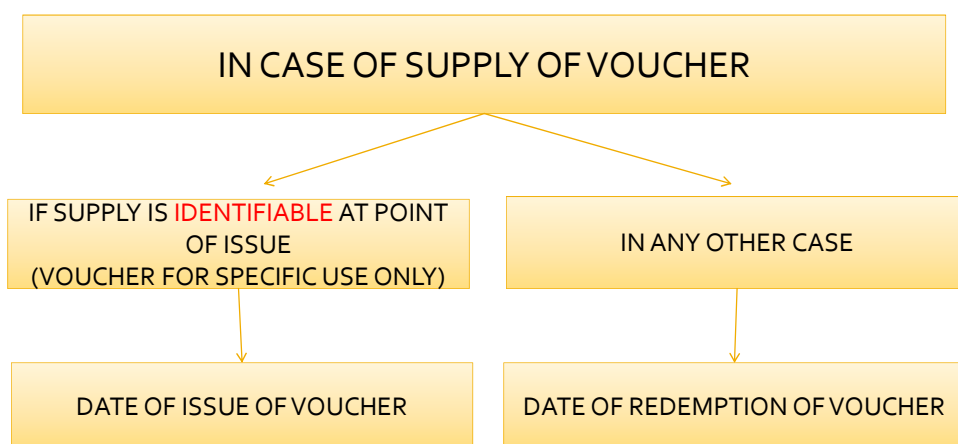 IN CASE OF SUPPLY OF VOUCHER
IF SUPPLY IS IDENTIFIABLE AT POINT
OF ISSUE
(VOUCHER FOR SPECIFIC USE ONLY)
IN ANY OTHER CASE
DATE OF ISSUE OF VOUCHER
DATE OF REDEMPTION OF VOUCHER